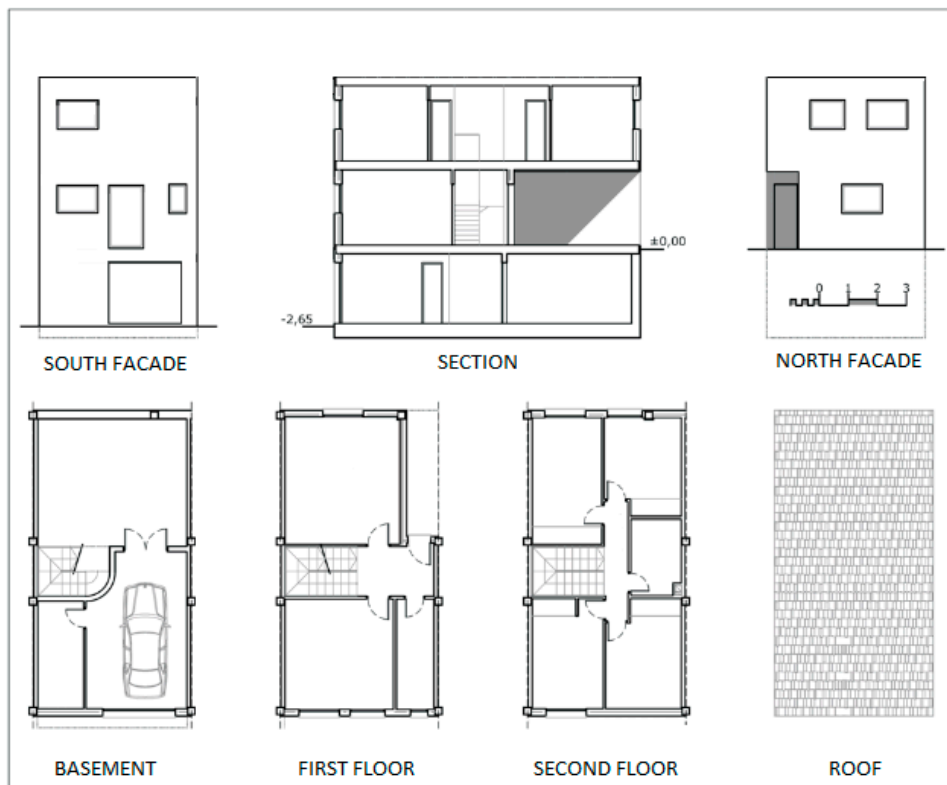 ±0,00
-2,65
0 1 2 3
SOUTH FACADE
SECTION
NORTH FACADE
BASEMENT
FIRST FLOOR
SECOND FLOOR
ROOF